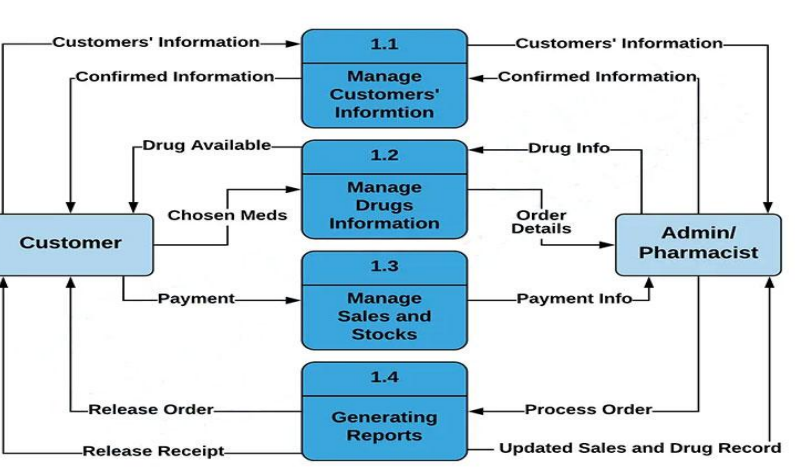 Customers' Information
1.1
Customers' Information
Confirmed Information
Manage
Customers'
Informtion
Confirmed Information
Drug Available
1.2
Drug Info
Chosen Meds
Manage
Drugs
Information
Order
Details
Customer
Admin/
Pharmacist
1.3
Payment
Manage
Sales and
Stocks
Payment Info
1.4
Release Order
Generating
Reports
Process Order
Release Receipt
Updated Sales and Drug Record